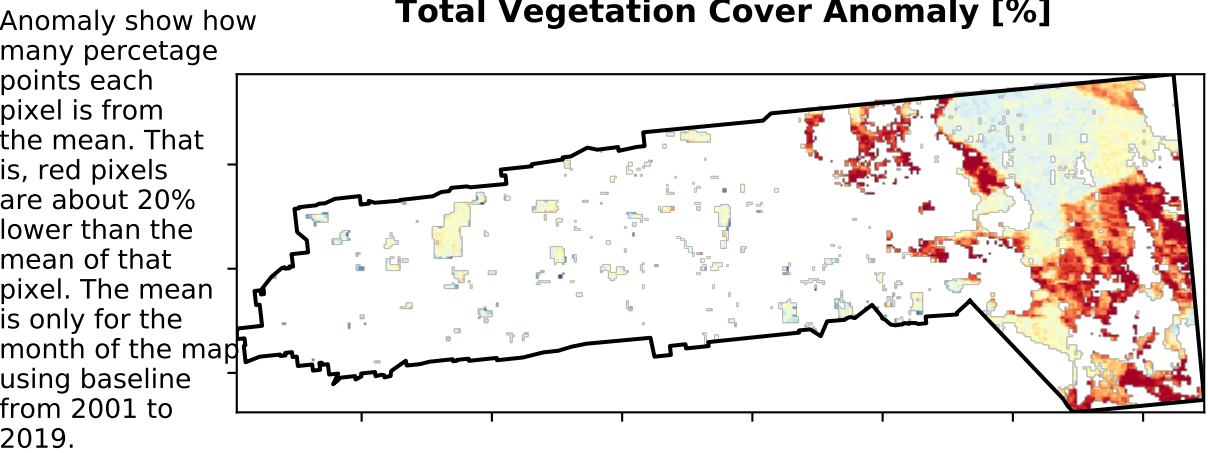 Total Vegetation Cover Anomaly [%]
Anomaly show how
many percetage
points each
pixel is from
the mean. That
is, red pixels
are about 20%
lower than the
mean of that
pixel. The mean
is only for the
month of the map
using baseline
from 2001 to
2019.